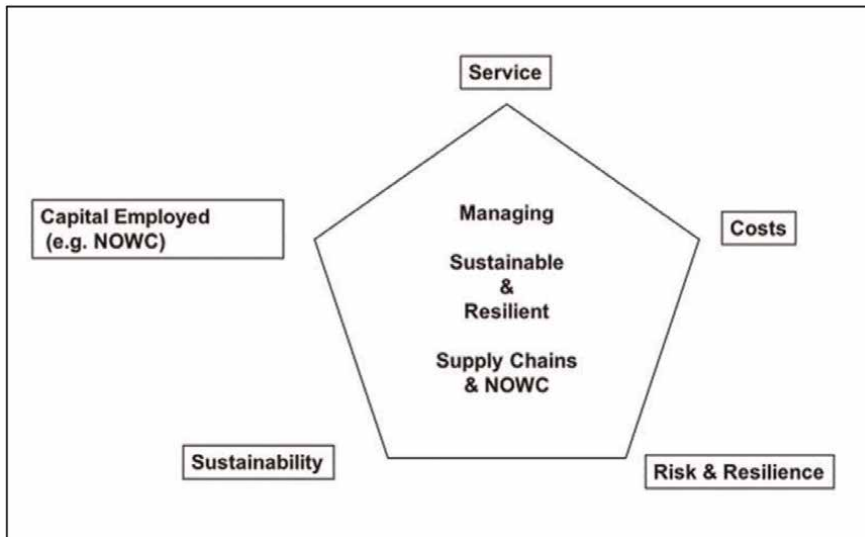 Service
Capital Employed
(e.g. NOWC)
Managing
Costs
Sustainable
&
Resilient
Supply Chains
& NOWC
Sustainability
Risk & Resilience